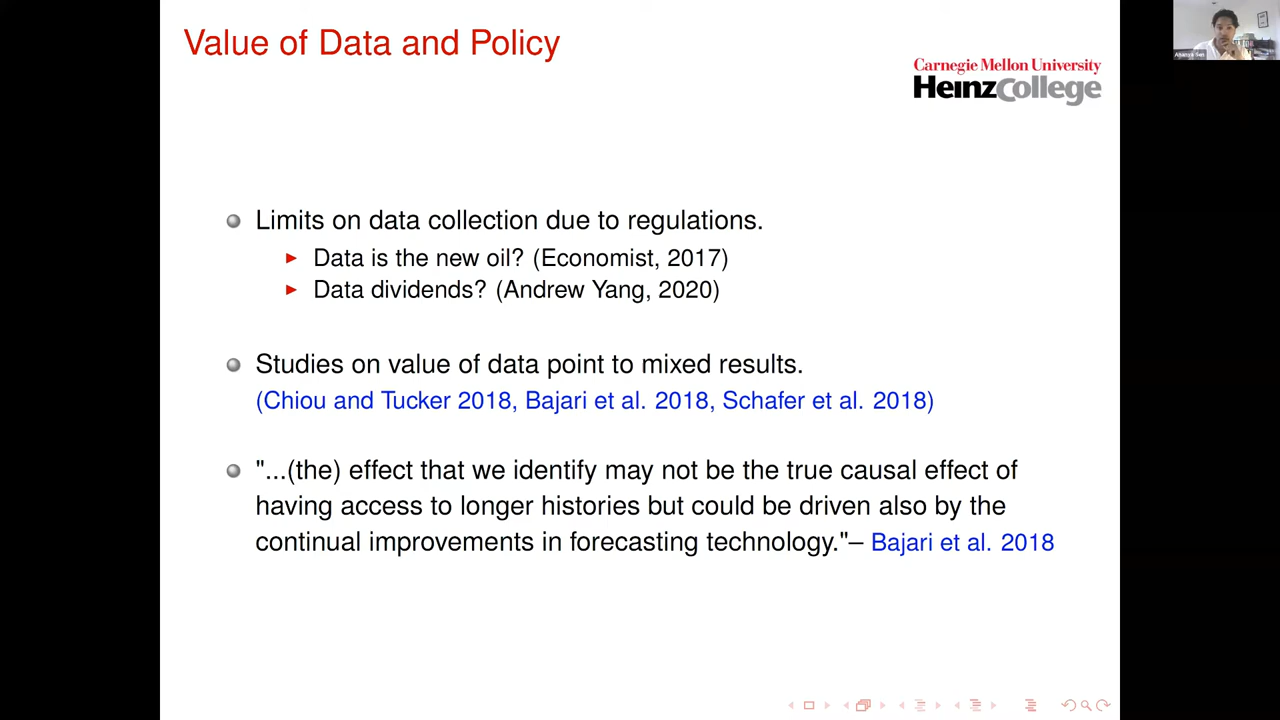 Value of Data and Policy
Carnegie Mellon University
HeinzCollege
Limits on data collection due to regulations.
Data is the new oil? (Economist, 2017)
Data dividends? (Andrew Yang, 2020)
Studies on value of data point to mixed results.
(Chiou and Tucker 2018, Bajari et al. 2018, Schafer et al. 2018)
"...(the) effect that we identify may not be the true causal effect of
having access to longer histories but could be driven also by the
continual improvements in forecasting technology."– Bajari et al. 2018
Ananya Sen